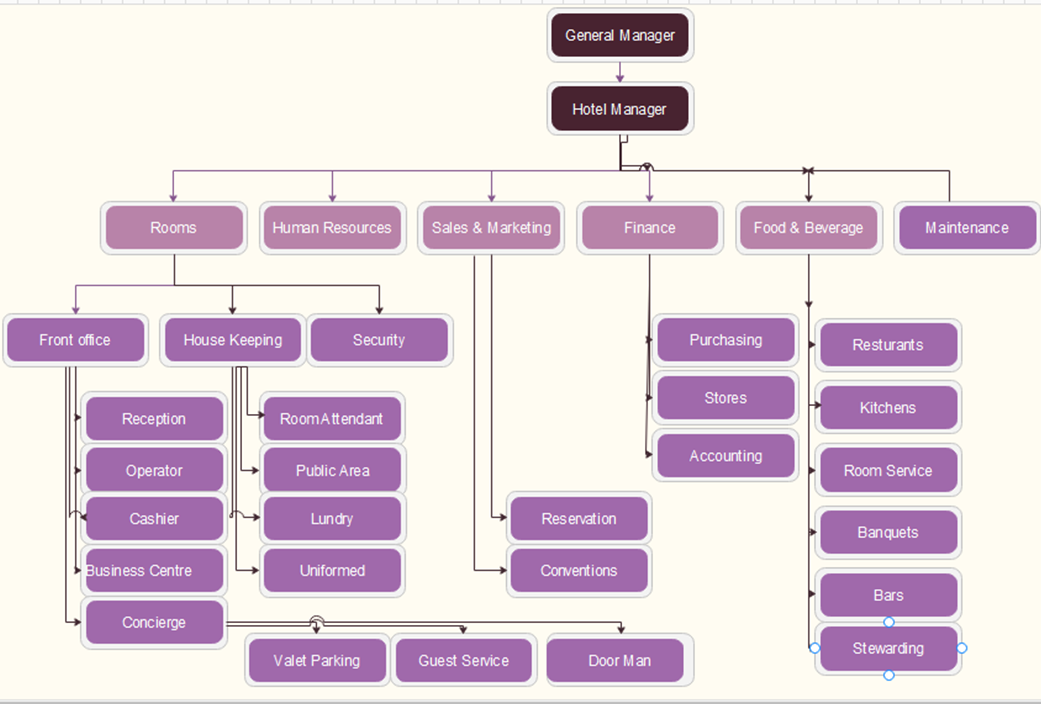 General Manager
Hotel Manager
Rooms
Human Resources
Sales & Marketing
Finance
Food & Beverage
Maintenance
Front office
House Keeping
Security
Purchasing
Resturants
Stores
Kitchens
Reception
Room Attendant
Accounting
Operator
Public Area
Room Service
Cashier
Lundry
Reservation
Banquets
Business Centre
Uniformed
Conventions
Bars
Concierge
Stewarding
Valet Parking
Guest Service
Door Man